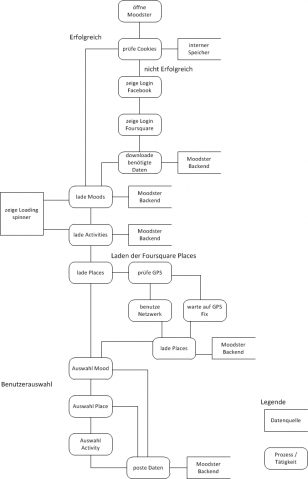 öffne
Moodster
Erfolgreich
prüfe Cookies
interner
Speicher
nicht Erfolgreich
zeige Login
Facebook
zeige Login
Foursquare
downloade
benötigte
Daten
Moodster
Backend
zeige Loading
spinner
lade Moods
Moodster
Backend
lade Activities
Moodster
Backend
Laden der Foursquare Places
lade Places
prüfe GPS
benutze
Netzwerk
warte auf GPS
Fix
lade Places
Moodster
Backend
Auswahl Mood
Benutzerauswahl
Auswahl Place
Legende
Datenquelle
Auswahl
Activity
Prozess /
Tätigkeit
poste Daten
Moodster
Backend